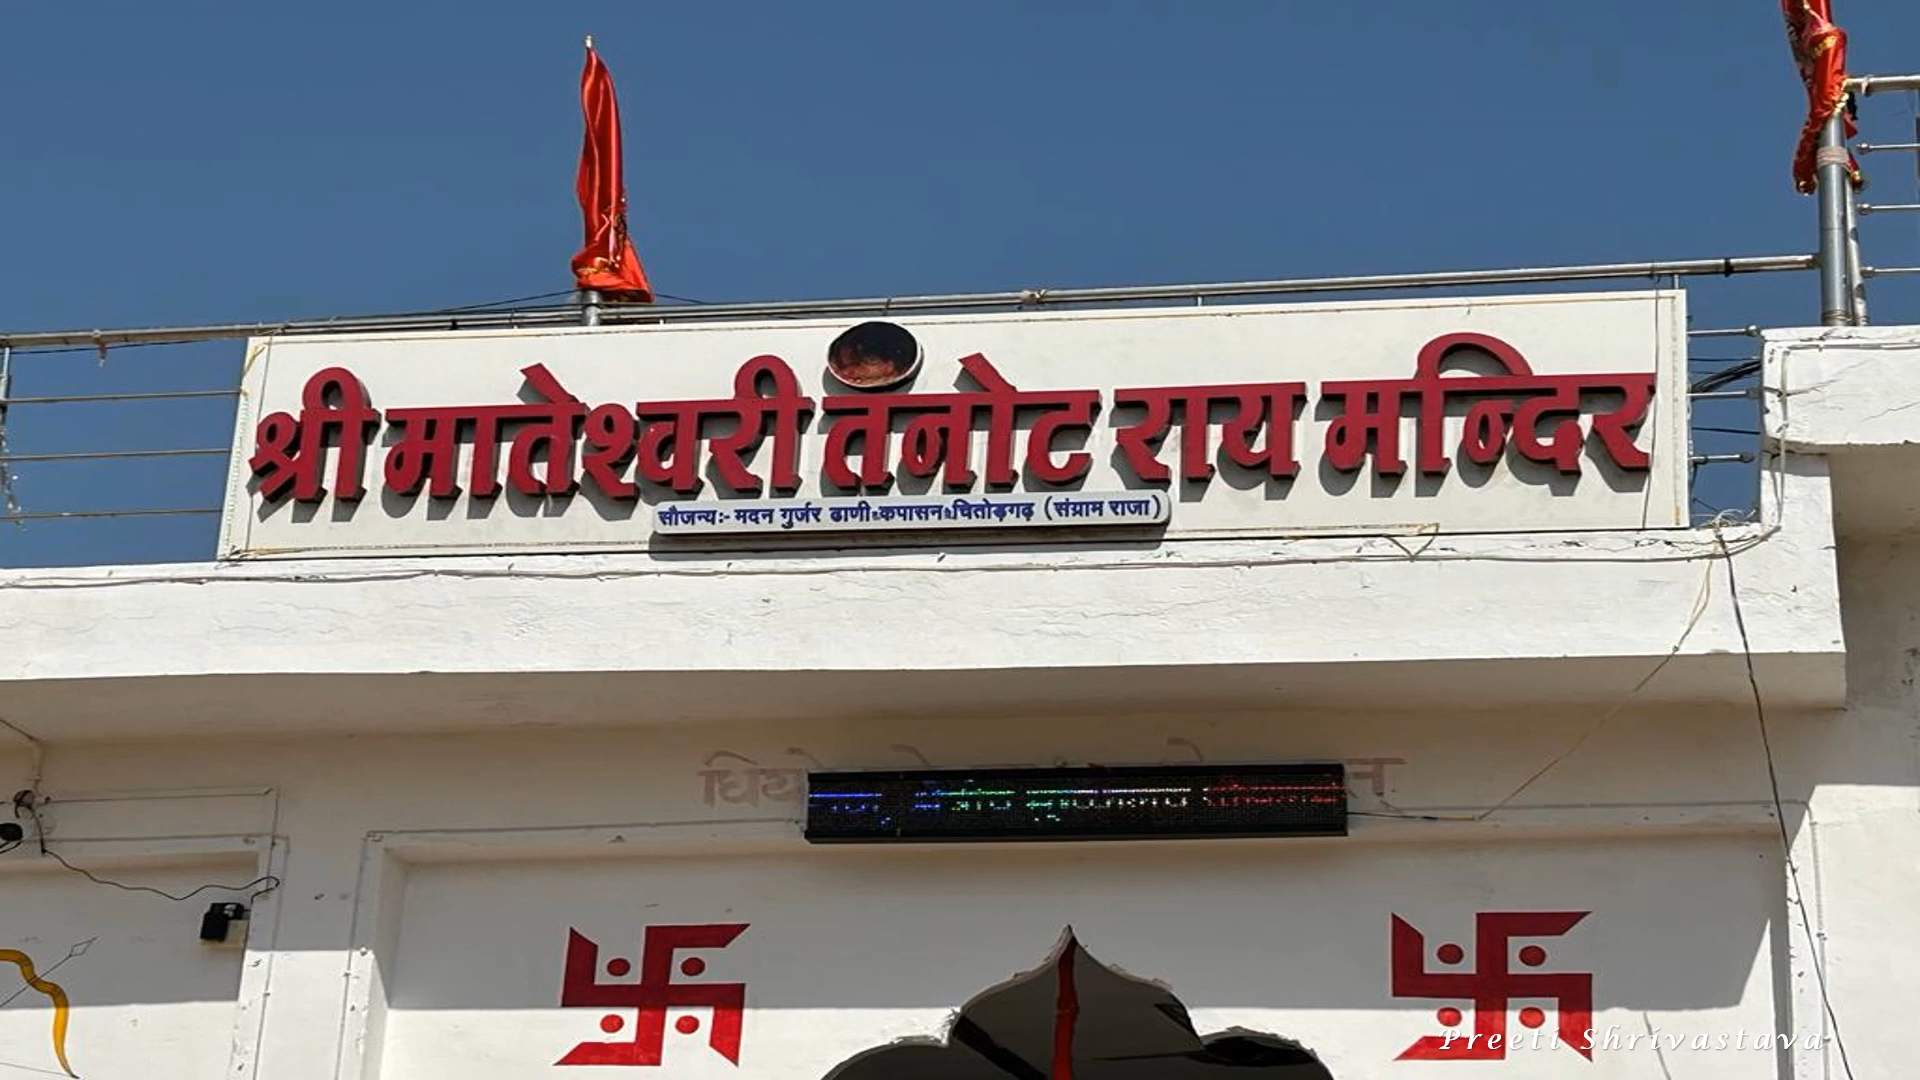 श्री मातेश्वरी तनोट राय मन्दिर
सौजन्यः- मदन गुर्जर ढाणी-कपासन-चितोड़गढ़ (संग्राम राजा)
Preeti Shrivastava